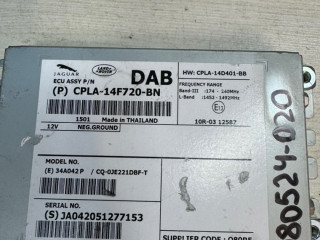 JAGUAR
LAND ROVER
DAB
HW: CPLA-14D401-BB
ECU ASSY P/N
(P) CPLA-14F720-BN
FREQUENCY RANGE
Band-III : 174 - 240MHz
L-Band : 1452 - 1492MHz
E13
10R-03 12567
1501 Made in THAILAND
12V NEG.GROUND
MODEL NO.
(E) 34A042 P / CQ-0JE221DBF-T
SERIAL NO.
(S) JA042051277153
SUPPLIER CODE :
80524-020